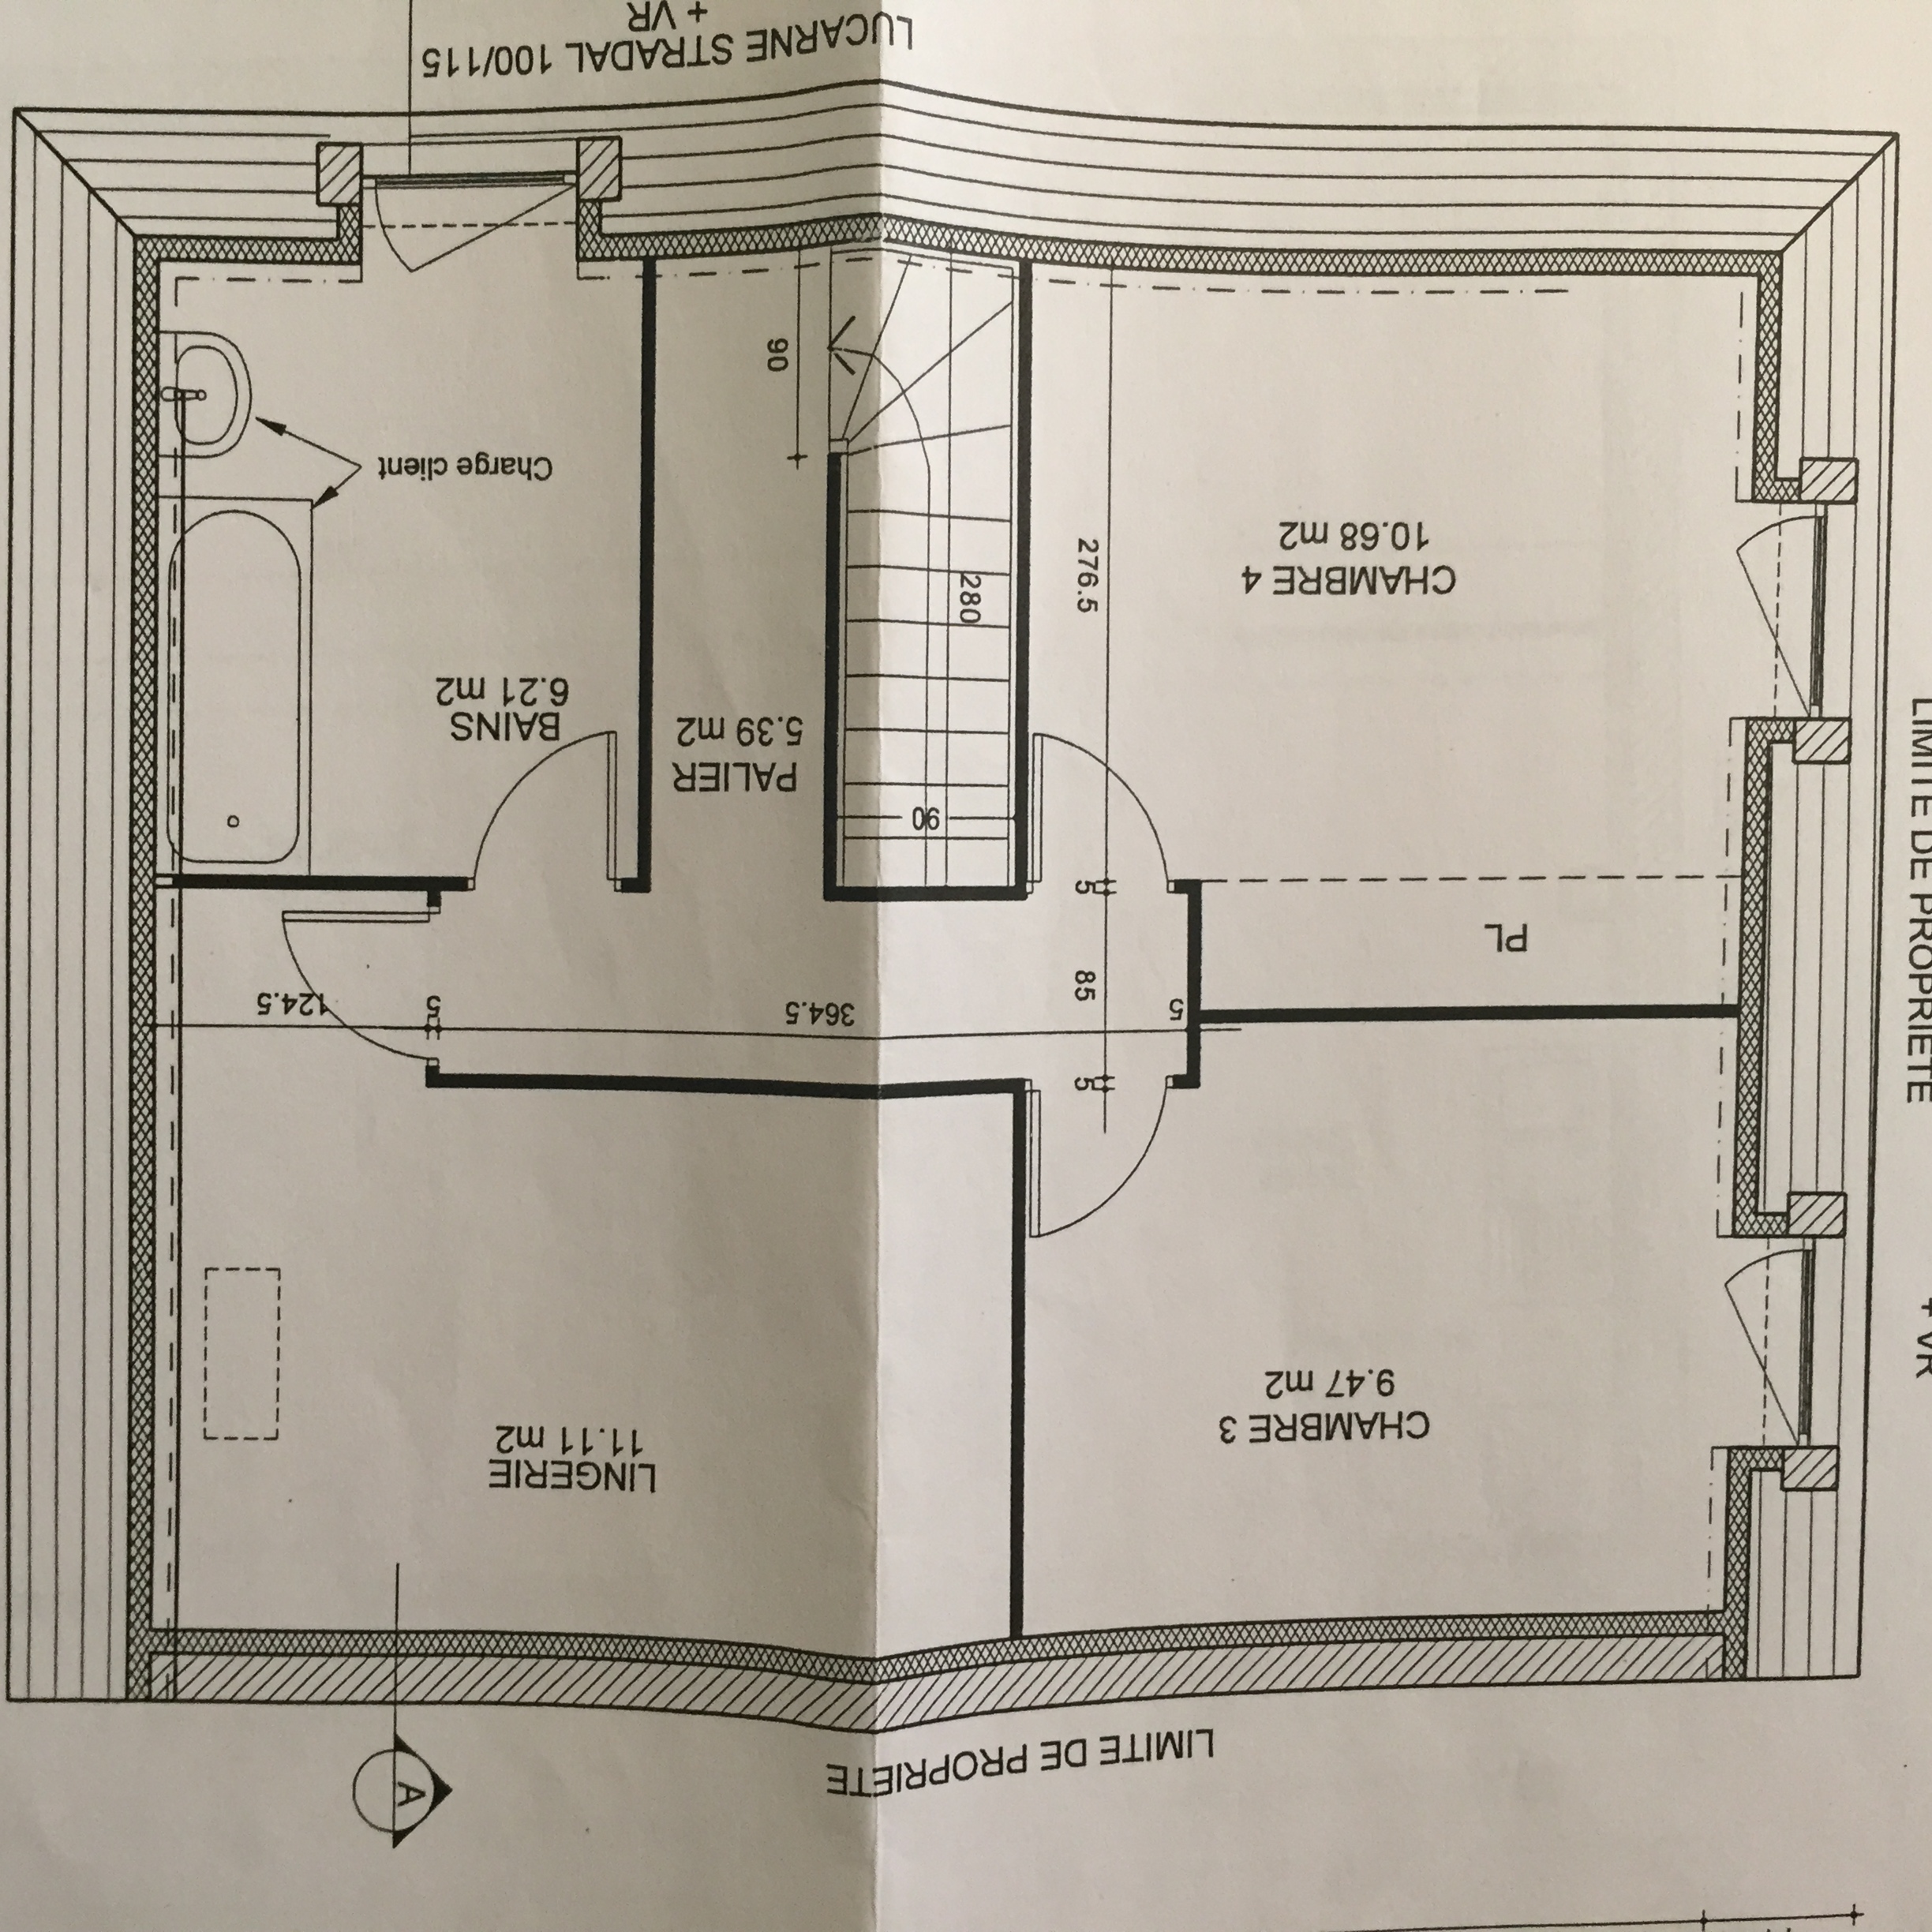 LIMITE DE PROPRIETE
A
+ VR
LIMITE DE PROPRIETE
CHAMBRE 3
9.47 m2
LINGERIE
11.11 m2
5
5
364.5
5
124.5
85
PL
5
90
PALIER
5.39 m2
BAINS
6.21 m2
280
276.5
CHAMBRE 4
10.68 m2
Charge client
90
LUCARNE STRADAL 100/115
+ VR